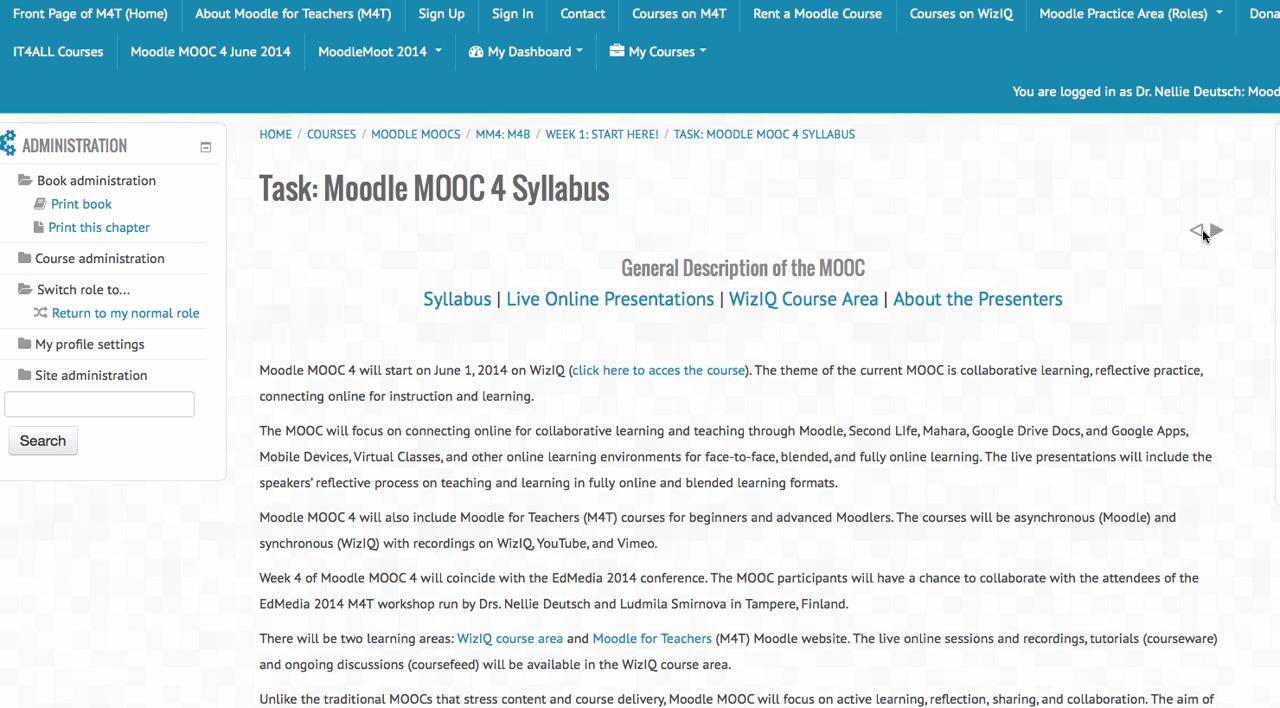 Front Page of M4T (Home) About Moodle for Teachers (M4T) Sign Up Sign In Contact Courses on M4T Rent a Moodle Course Courses on WizIQ Moodle Practice Area (Roles) Dona
IT4ALL Courses Moodle MOOC 4 June 2014 MoodleMoot 2014 My Dashboard My Courses
You are logged in as Dr. Nellie Deutsch: Mood
ADMINISTRATION
Book administration
Print book
Print this chapter
Course administration
Switch role to...
Return to my normal role
My profile settings
Site administration
Search
HOME / COURSES / MOODLE MOOCS / MM4: M4B / WEEK 1: START HERE! / TASK: MOODLE MOOC 4 SYLLABUS
Task: Moodle MOOC 4 Syllabus
General Description of the MOOC
Syllabus | Live Online Presentations | WizIQ Course Area | About the Presenters
Moodle MOOC 4 will start on June 1, 2014 on WizIQ (click here to acces the course). The theme of the current MOOC is collaborative learning, reflective practice,
connecting online for instruction and learning.
The MOOC will focus on connecting online for collaborative learning and teaching through Moodle, Second LIfe, Mahara, Google Drive Docs, and Google Apps,
Mobile Devices, Virtual Classes, and other online learning environments for face-to-face, blended, and fully online learning. The live presentations will include the
speakers' reflective process on teaching and learning in fully online and blended learning formats.
Moodle MOOC 4 will also include Moodle for Teachers (M4T) courses for beginners and advanced Moodlers. The courses will be asynchronous (Moodle) and
synchronous (WizIQ) with recordings on WizIQ, YouTube, and Vimeo.
Week 4 of Moodle MOOC 4 will coincide with the EdMedia 2014 conference. The MOOC participants will have a chance to collaborate with the attendees of the
EdMedia 2014 M4T workshop run by Drs. Nellie Deutsch and Ludmila Smirnova in Tampere, Finland.
There will be two learning areas: WizIQ course area and Moodle for Teachers (M4T) Moodle website. The live online sessions and recordings, tutorials (courseware)
and ongoing discussions (coursefeed) will be available in the WizIQ course area.
Unlike the traditional MOOCs that stress content and course delivery, Moodle MOOC will focus on active learning, reflection, sharing, and collaboration. The aim of